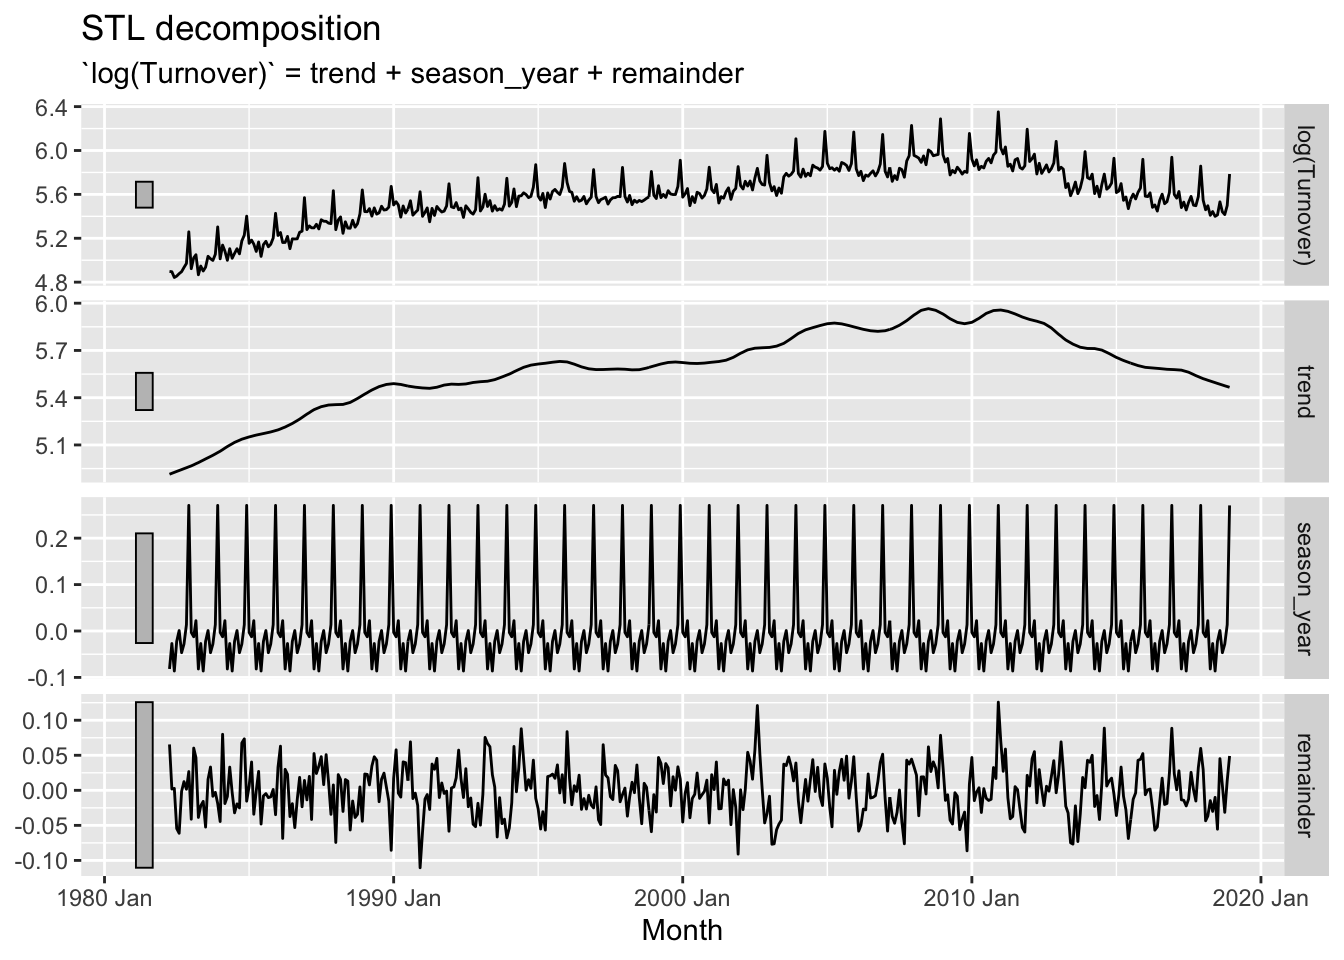 STL decomposition
`log(Turnover)` = trend + season_year + remainder
6.4
6.0
5.6
5.2
4.8
log(Turnover)
6.0
5.7
5.4
5.1
trend
0.2
0.1
0.0
-0.1
season_year
0.10
0.05
0.00
-0.05
-0.10
remainder
1980 Jan 1990 Jan 2000 Jan 2010 Jan 2020 Jan
Month